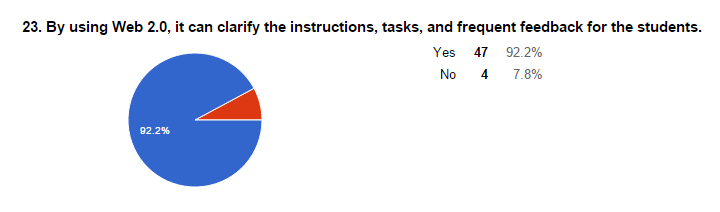 23. By using Web 2.0, it can clarify the instructions, tasks, and frequent feedback for the students.
Yes 47 92.2%
No 4 7.8%
92.2%